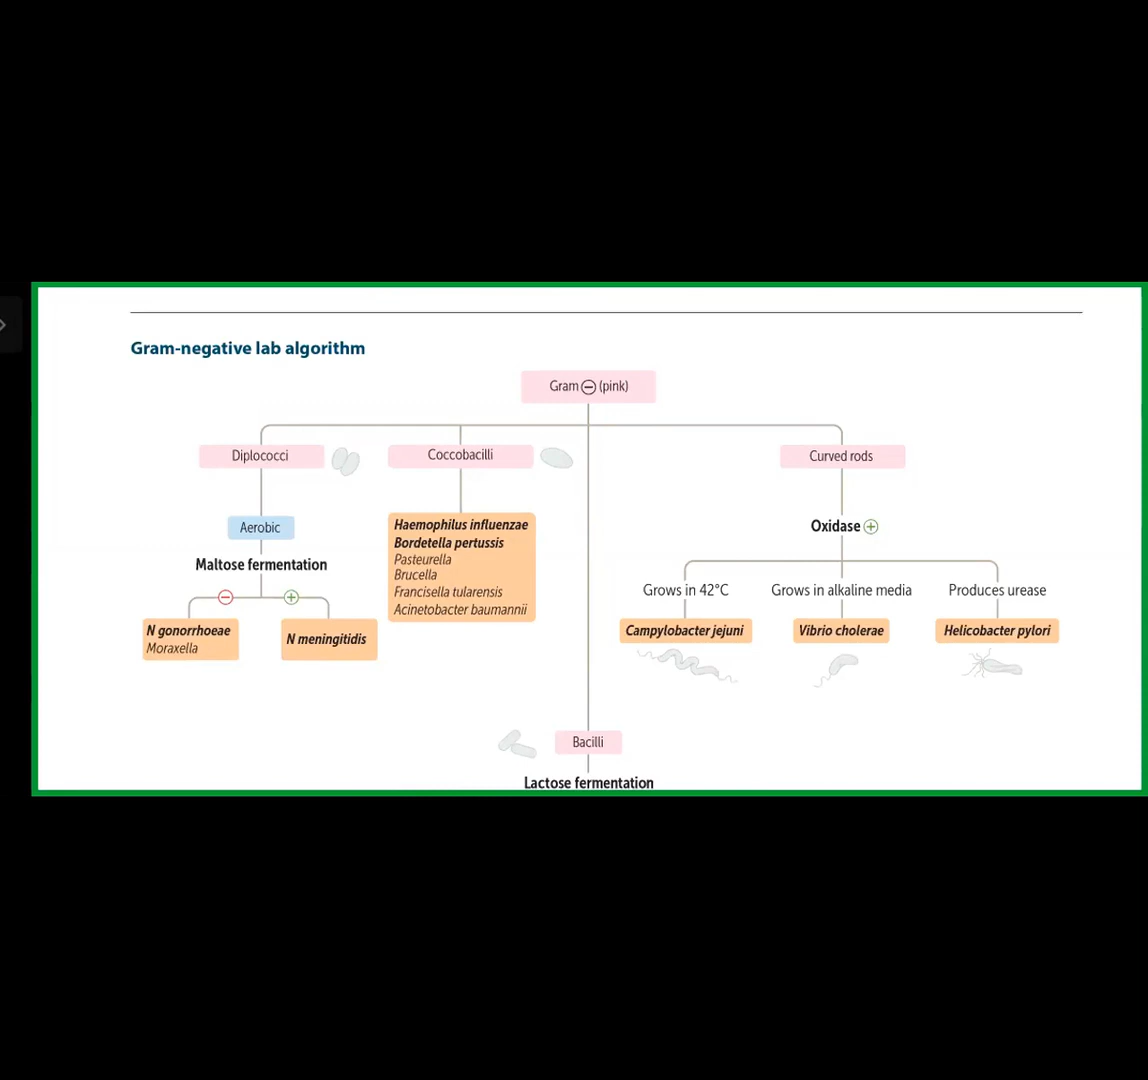 Gram-negative lab algorithm
Gram ⊖ (pink)
Diplococci
Coccobacilli
Curved rods
Aerobic
Maltose fermentation
⊖
⊕
N gonorrhoeae
Moraxella
N meningitidis
Haemophilus influenzae
Bordetella pertussis
Pasteurella
Brucella
Francisella tularensis
Acinetobacter baumannii
Oxidase ⊕
Grows in 42°C
Grows in alkaline media
Produces urease
Campylobacter jejuni
Vibrio cholerae
Helicobacter pylori
Bacilli
Lactose fermentation